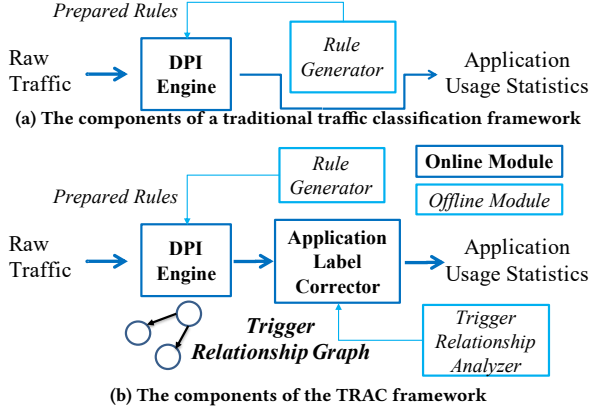 Prepared Rules
Raw
Traffic
DPI
Engine
Rule
Generator
Application
Usage Statistics
(a) The components of a traditional traffic classification framework
Rule
Generator
Online Module
Offline Module
Prepared Rules
Raw
Traffic
DPI
Engine
Application
Label
Corrector
Application
Usage Statistics
Trigger
Relationship Graph
Trigger
Relationship
Analyzer
(b) The components of the TRAC framework